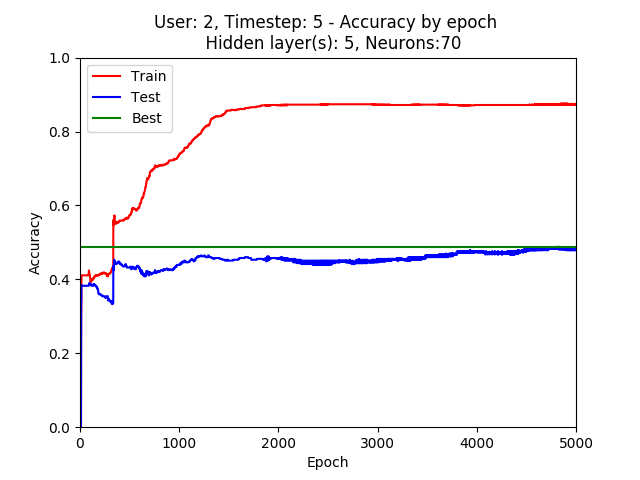 User: 2, Timestep: 5 - Accuracy by epoch
Hidden layer(s): 5, Neurons:70
1.0
Train
Test
Best
0.8
0.6
Accuracy
0.4
0.2
0.0
0 1000 2000 3000 4000 5000
Epoch